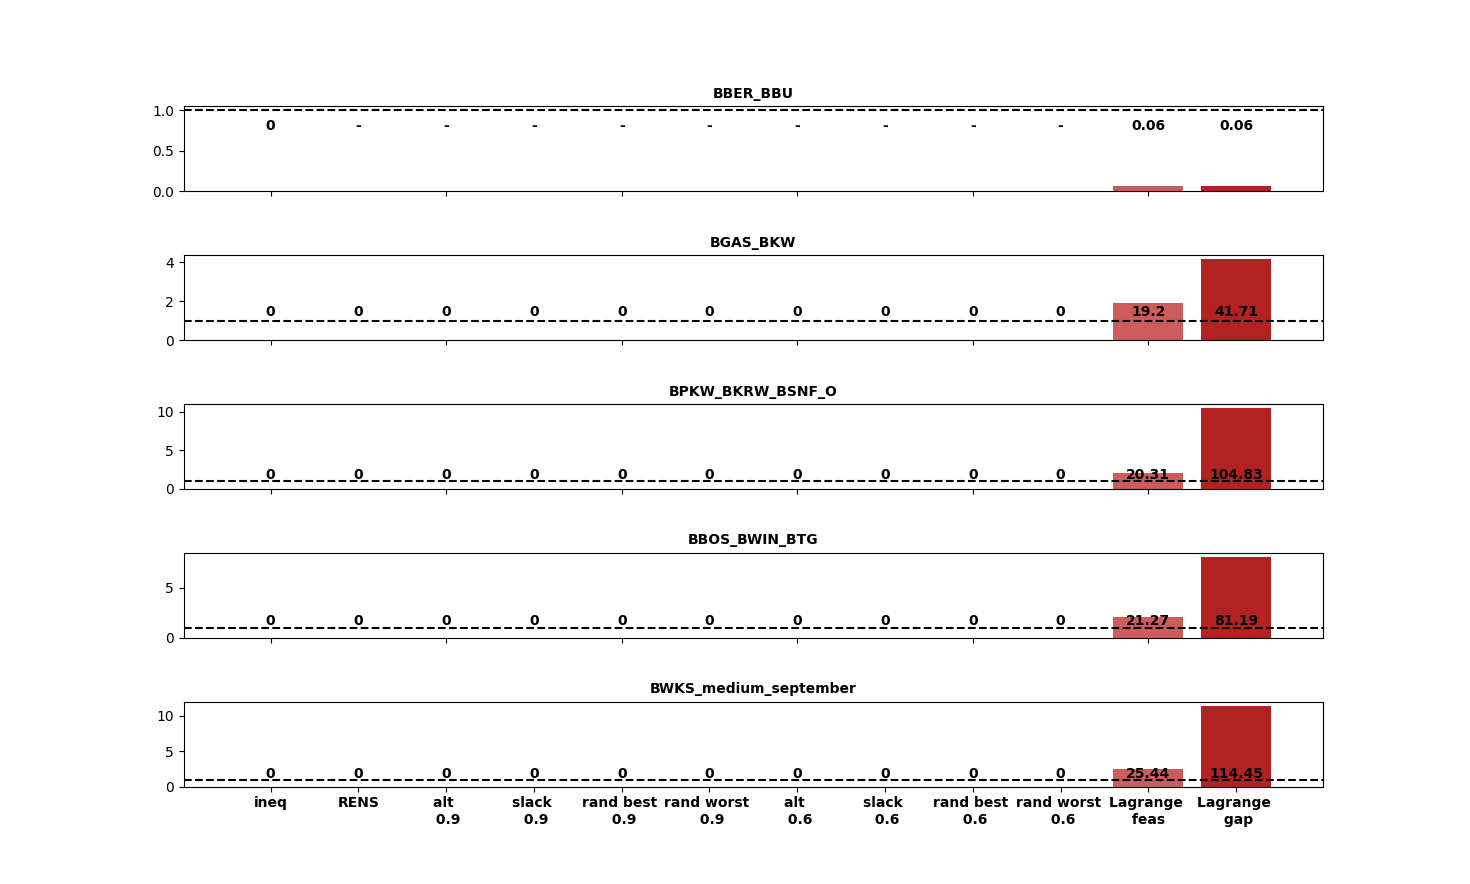 BBER_BBU
1.0
0 - - - - - - - - - 0.06 0.06
0.5
0.0
BGAS_BKW
4
2
0 0 0 0 0 0 0 0 0 0 19.2 41.71
0
BPKW_BKRW_BSNF_O
10
5
0 0 0 0 0 0 0 0 0 0 20.31 104.83
0
BBOS_BWIN_BTG
5
0 0 0 0 0 0 0 0 0 0 21.27 81.19
0
BWKS_medium_september
10
5
0 0 0 0 0 0 0 0 0 0 25.44 114.45
0
ineq RENS alt slack rand best rand worst alt slack rand best rand worst Lagrange Lagrange
0.9 0.9 0.9 0.9 0.6 0.6 0.6 0.6 feas gap